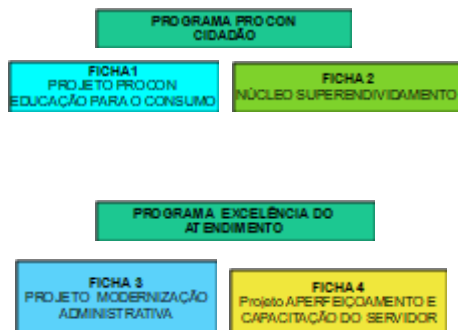 PROGRAMA PROCON
CIDADÃO
FICHA 1
PROJETO PROCON
EDUCAÇÃO PARA O CONSUMO
FICHA 2
NÚCLEO SUPERENDIVIDAMENTO
PROGRAMA EXCELÊNCIA DO
ATENDIMENTO
FICHA 3
PROJETO MODERNIZAÇÃO
ADMINISTRATIVA
FICHA 4
Projeto APERFEIÇOAMENTO E
CAPACITAÇÃO DO SERVIDOR